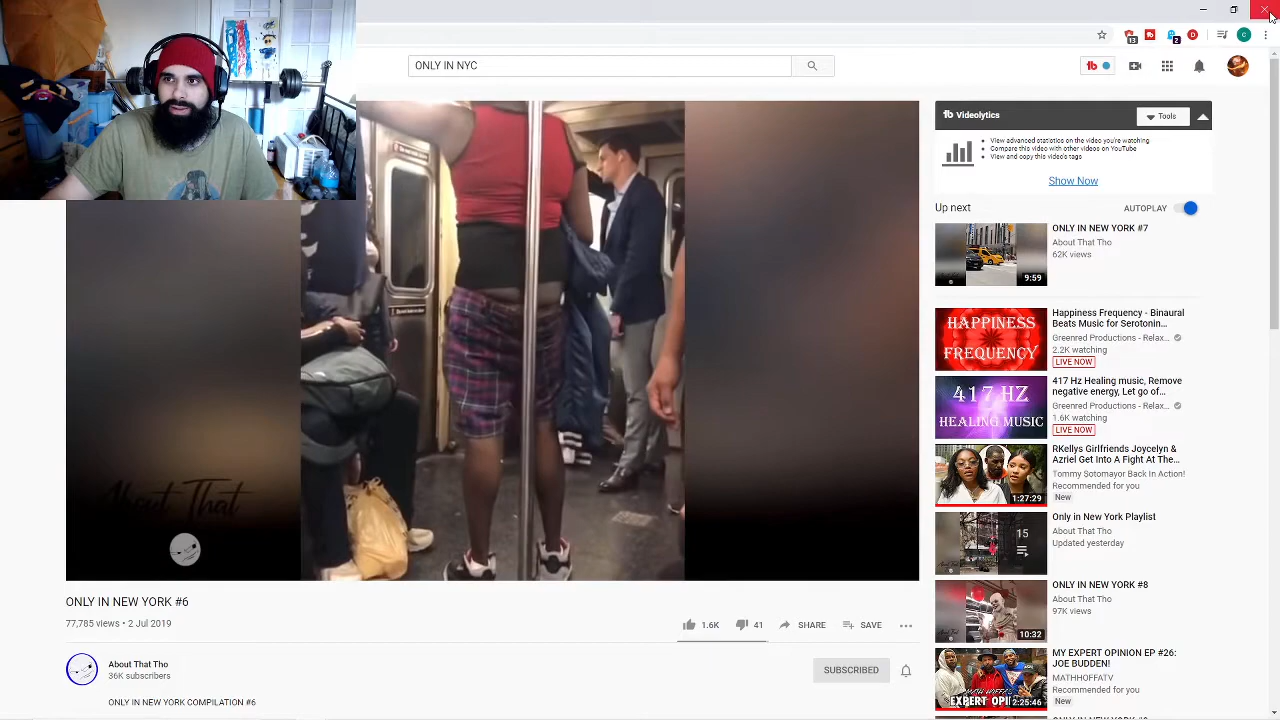 ONLY IN NYC
13
2
C
Videolytics
Tools
View advanced statistics on the video you're watching
Compare this video with other videos on YouTube
View and copy this video's tags
Show Now
Up next
AUTOPLAY
ONLY IN NEW YORK #7
About That Tho
62K views
9:59
HAPPINESS
FREQUENCY
Happiness Frequency - Binaural
Beats Music for Serotonin...
Greenred Productions - Relax...
2.2K watching
LIVE NOW
417 HZ
HEALING MUSIC
417 Hz Healing music, Remove
negative energy, Let go of...
Greenred Productions - Relax...
1.6K watching
LIVE NOW
RKellys Girlfriends Joycelyn &
Azriel Get Into A Fight At The...
Tommy Sotomayor Back In Action!
Recommended for you
New
1:27:29
15
Only in New York Playlist
About That Tho
Updated yesterday
ONLY IN NEW YORK #8
About That Tho
97K views
10:32
MY EXPERT OPINION EP #26:
JOE BUDDEN!
MATHHOFFATV
Recommended for you
New
2:25:46
About That
ONLY IN NEW YORK #6
77,785 views • 2 Jul 2019
1.6K
41
SHARE
SAVE
About That Tho
36K subscribers
SUBSCRIBED
ONLY IN NEW YORK COMPILATION #6